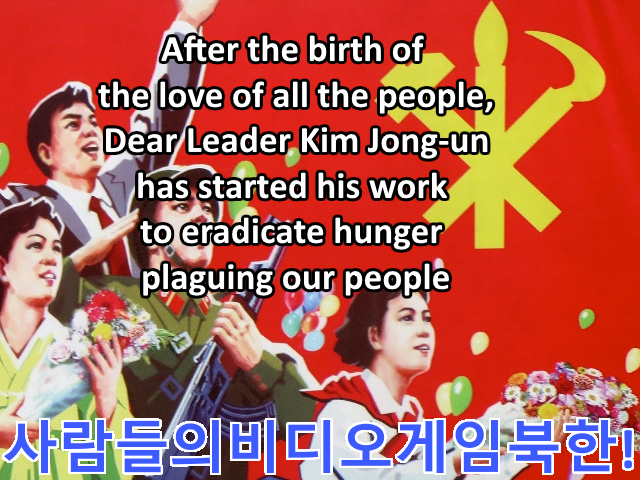 After the birth of
the love of all the people,
Dear Leader Kim Jong-un
has started his work
to eradicate hunger
plaguing our people
사람들의비디오게임북한!